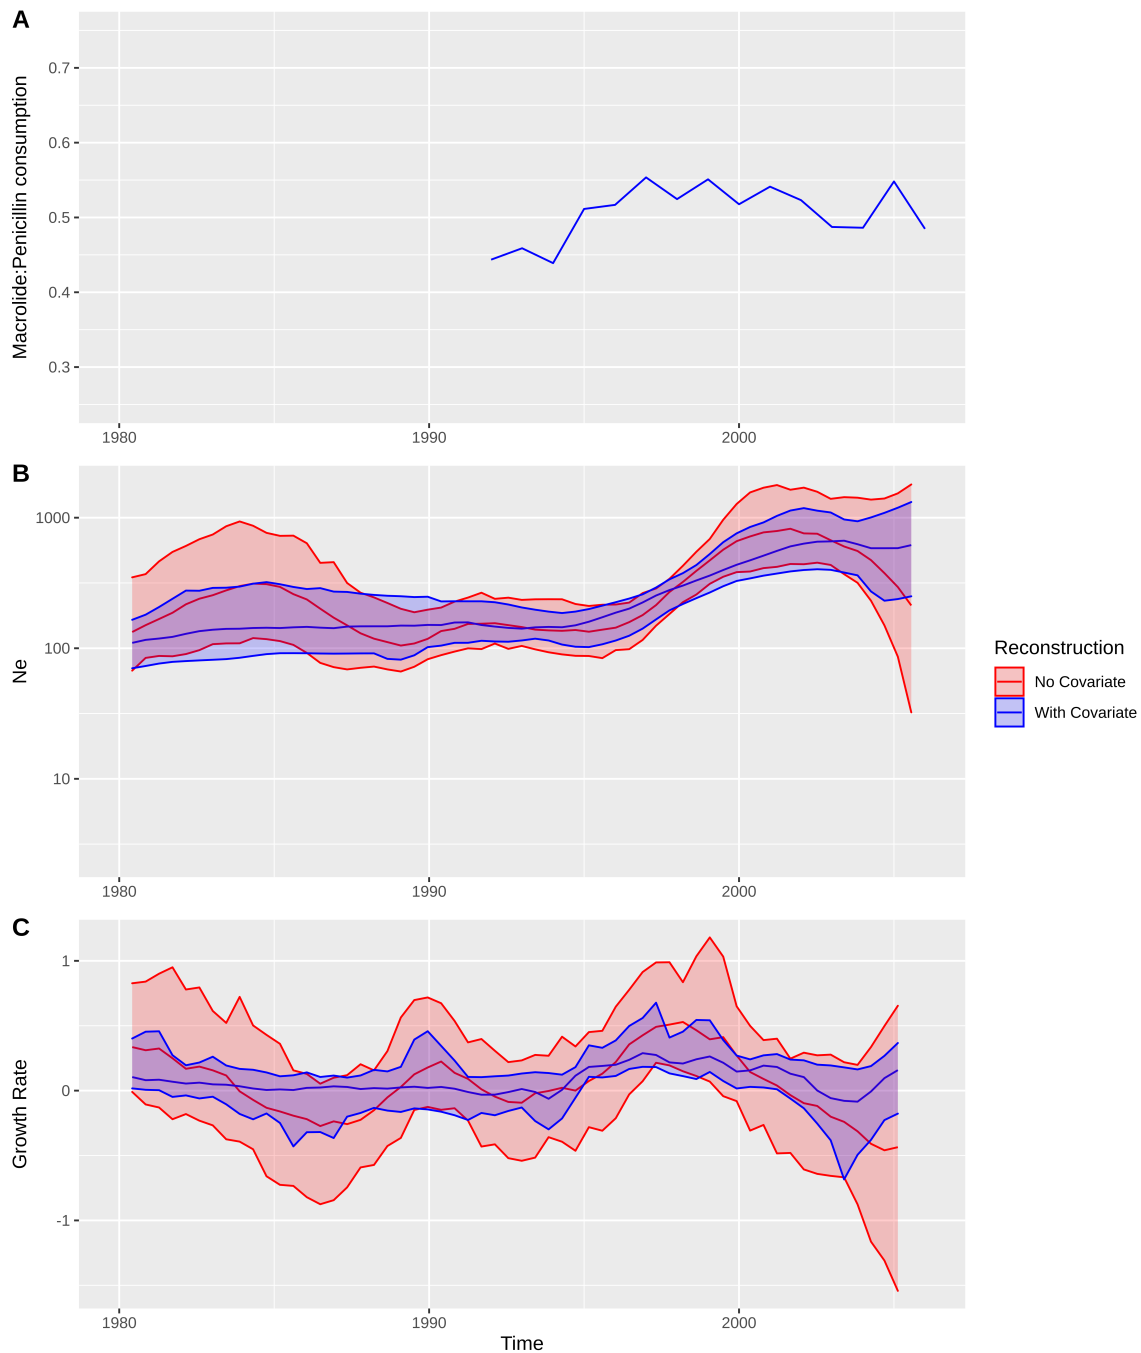 A
Macrolide:Penicillin consumption
0.7
0.6
0.5
0.4
0.3
1980 1990 2000
B
Ne
1000
100
10
1980 1990 2000
Reconstruction
No Covariate
With Covariate
C
Growth Rate
1
0
-1
1980 1990 2000
Time